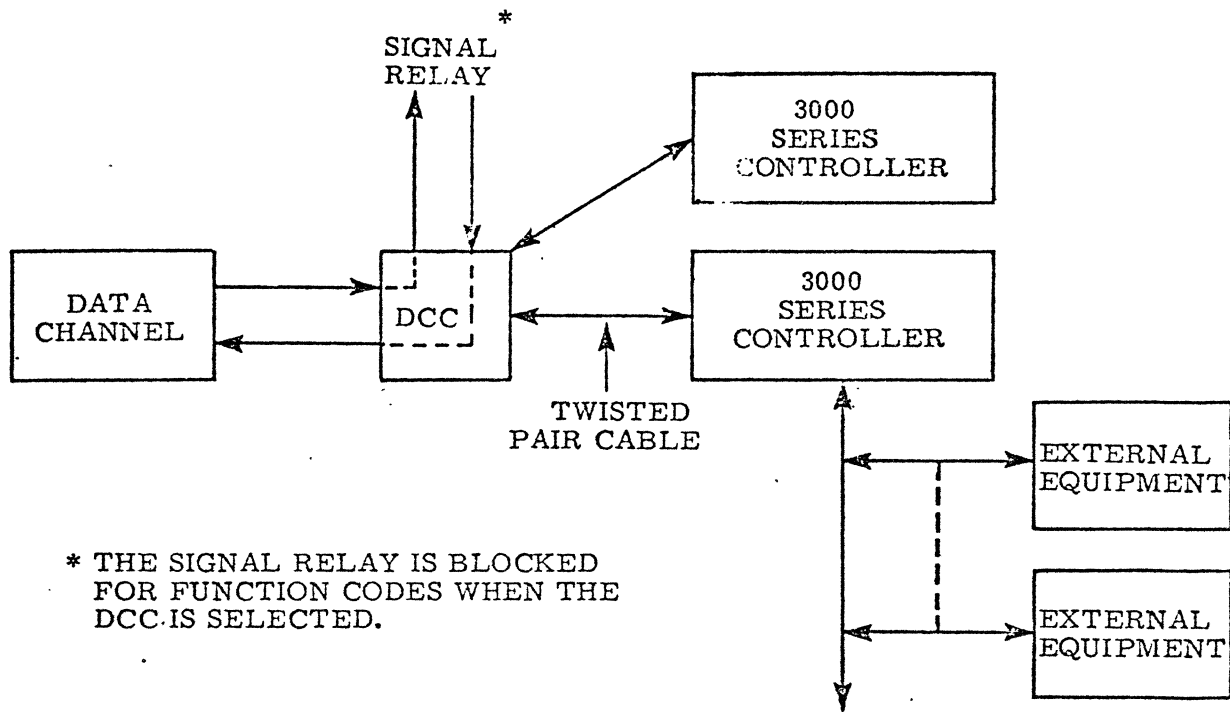 *
SIGNAL
RELAY
3000
SERIES
CONTROLLER
DATA
CHANNEL
DCC
3000
SERIES
CONTROLLER
TWISTED
PAIR CABLE
EXTERNAL
EQUIPMENT
* THE SIGNAL RELAY IS BLOCKED
FOR FUNCTION CODES WHEN THE
DCC IS SELECTED.
EXTERNAL
EQUIPMENT